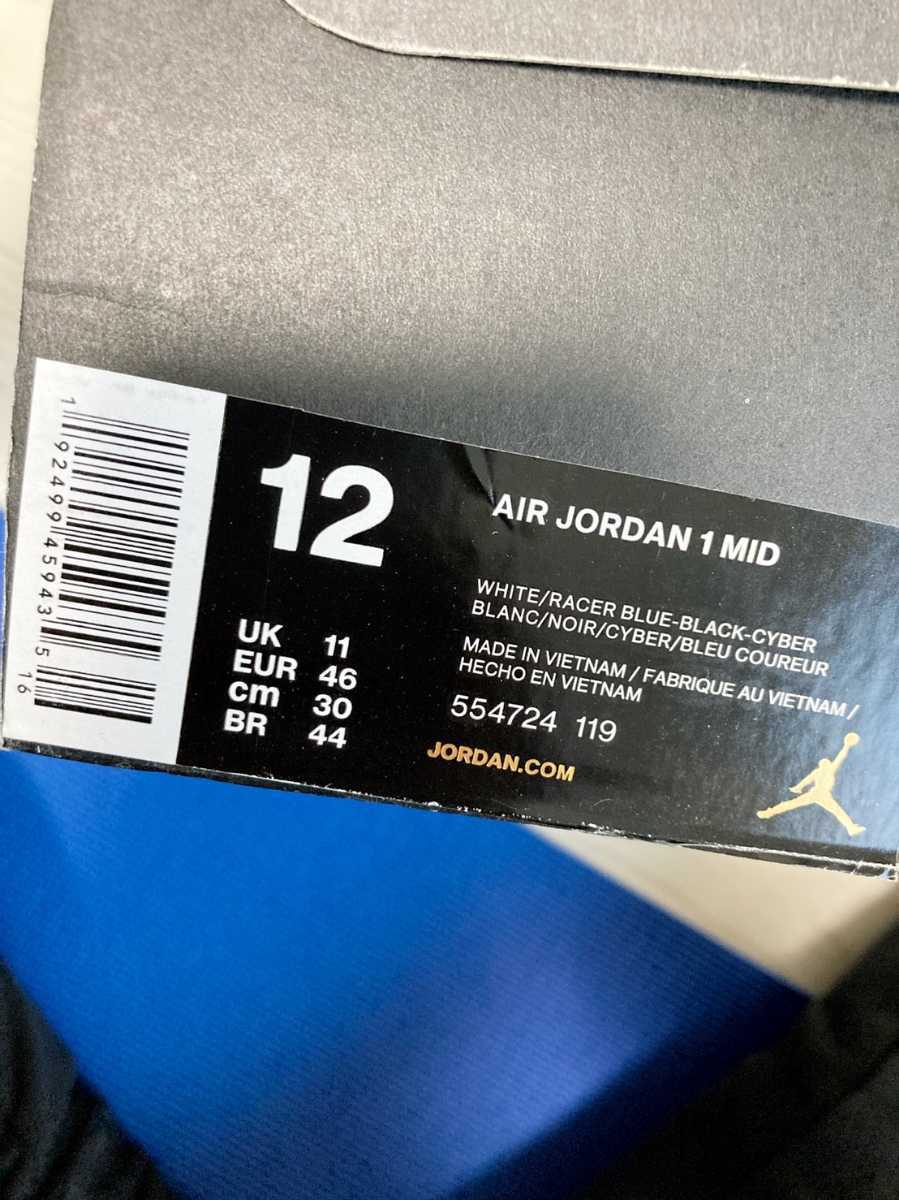 1 92499 45943 5
16
12
UK 11
EUR 46
cm 30
BR 44
AIR JORDAN 1 MID
WHITE/RACER BLUE-BLACK-CYBER
BLANC/NOIR/CYBER/BLEU COUREUR
MADE IN VIETNAM / FABRIQUE AU VIETNAM /
HECHO EN VIETNAM
554724 119
JORDAN.COM